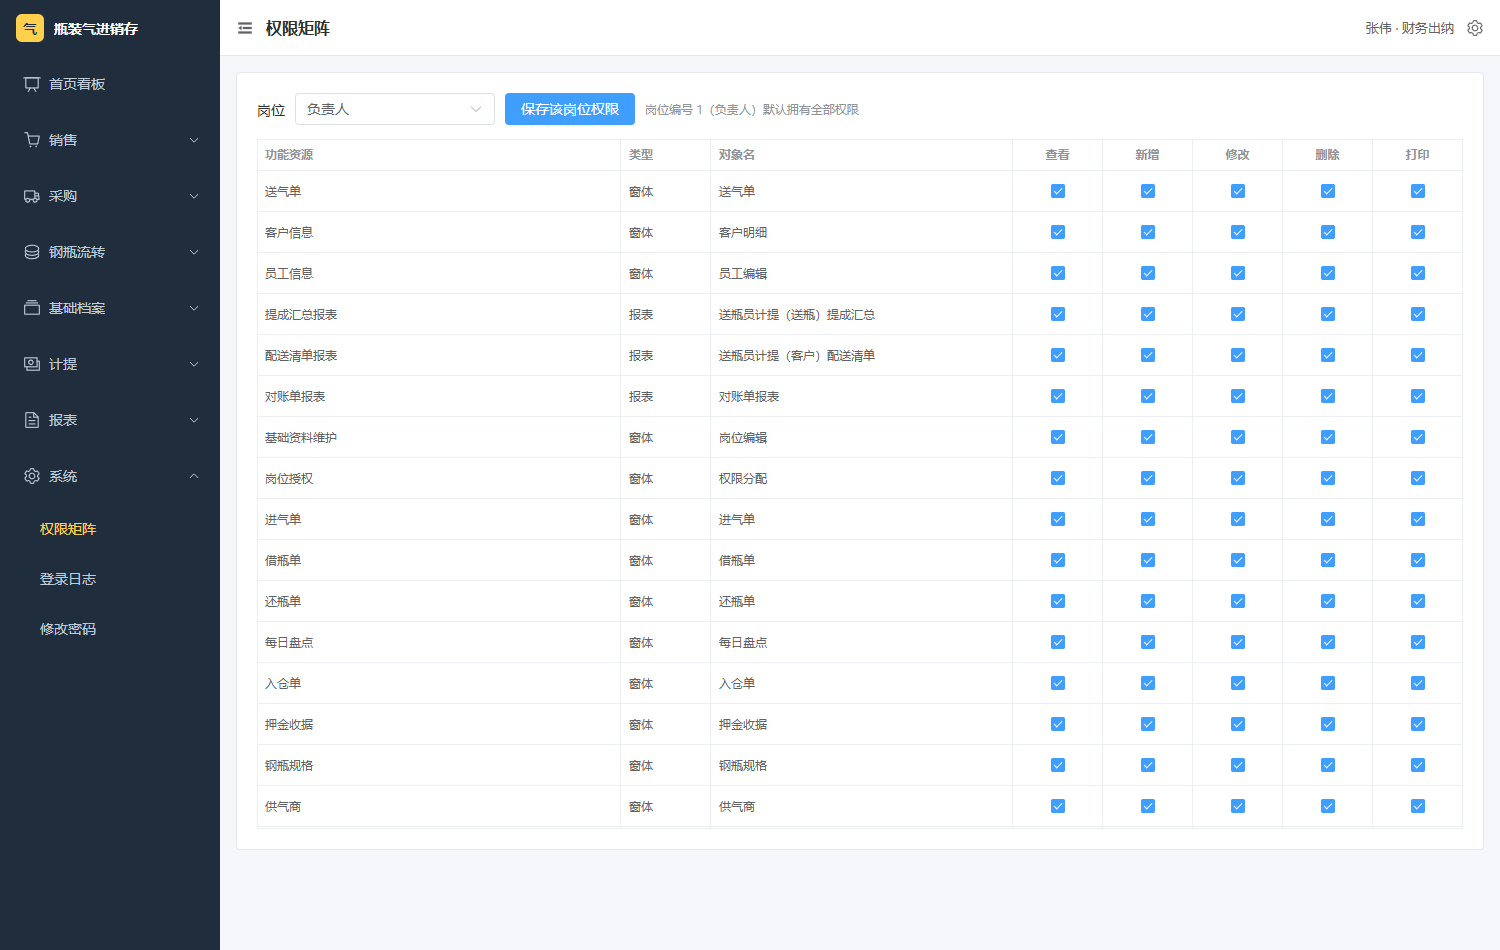 气 瓶装气进销存
首页看板
销售
采购
钢瓶流转
基础档案
计提
报表
系统
权限矩阵
登录日志
修改密码
权限矩阵
张伟 · 财务出纳
岗位 负责人 保存该岗位权限 岗位编号 1（负责人）默认拥有全部权限
功能资源 类型 对象名 查看 新增 修改 删除 打印
送气单 窗体 送气单
客户信息 窗体 客户明细
员工信息 窗体 员工编辑
提成汇总报表 报表 送瓶员计提（送瓶）提成汇总
配送清单报表 报表 送瓶员计提（客户）配送清单
对账单报表 报表 对账单报表
基础资料维护 窗体 岗位编辑
岗位授权 窗体 权限分配
进气单 窗体 进气单
借瓶单 窗体 借瓶单
还瓶单 窗体 还瓶单
每日盘点 窗体 每日盘点
入仓单 窗体 入仓单
押金收据 窗体 押金收据
钢瓶规格 窗体 钢瓶规格
供气商 窗体 供气商